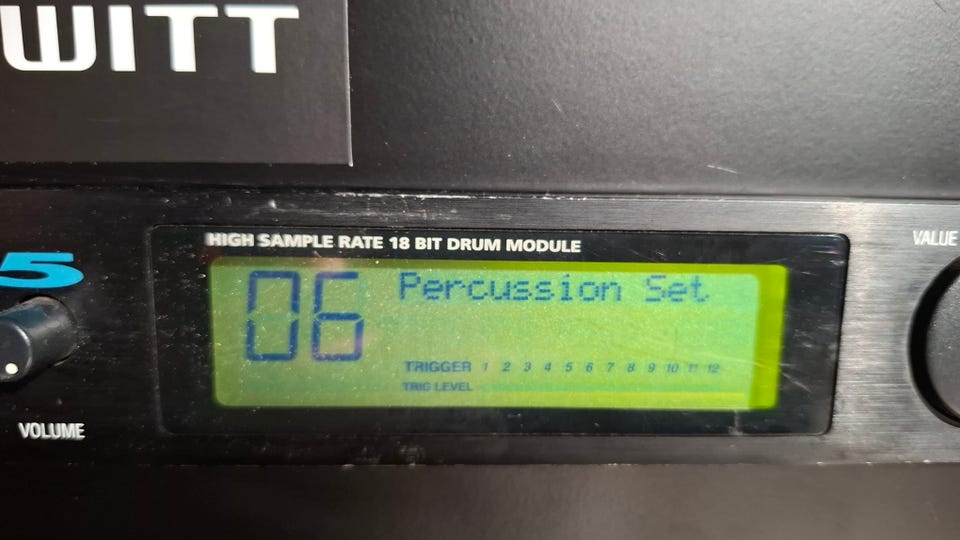 WITT
HIGH SAMPLE RATE 18 BIT DRUM MODULE
VALUE
5
06 Percussion Set
TRIGGER 1 2 3 4 5 6 7 8 9 10 11 12
TRIG LEVEL
VOLUME